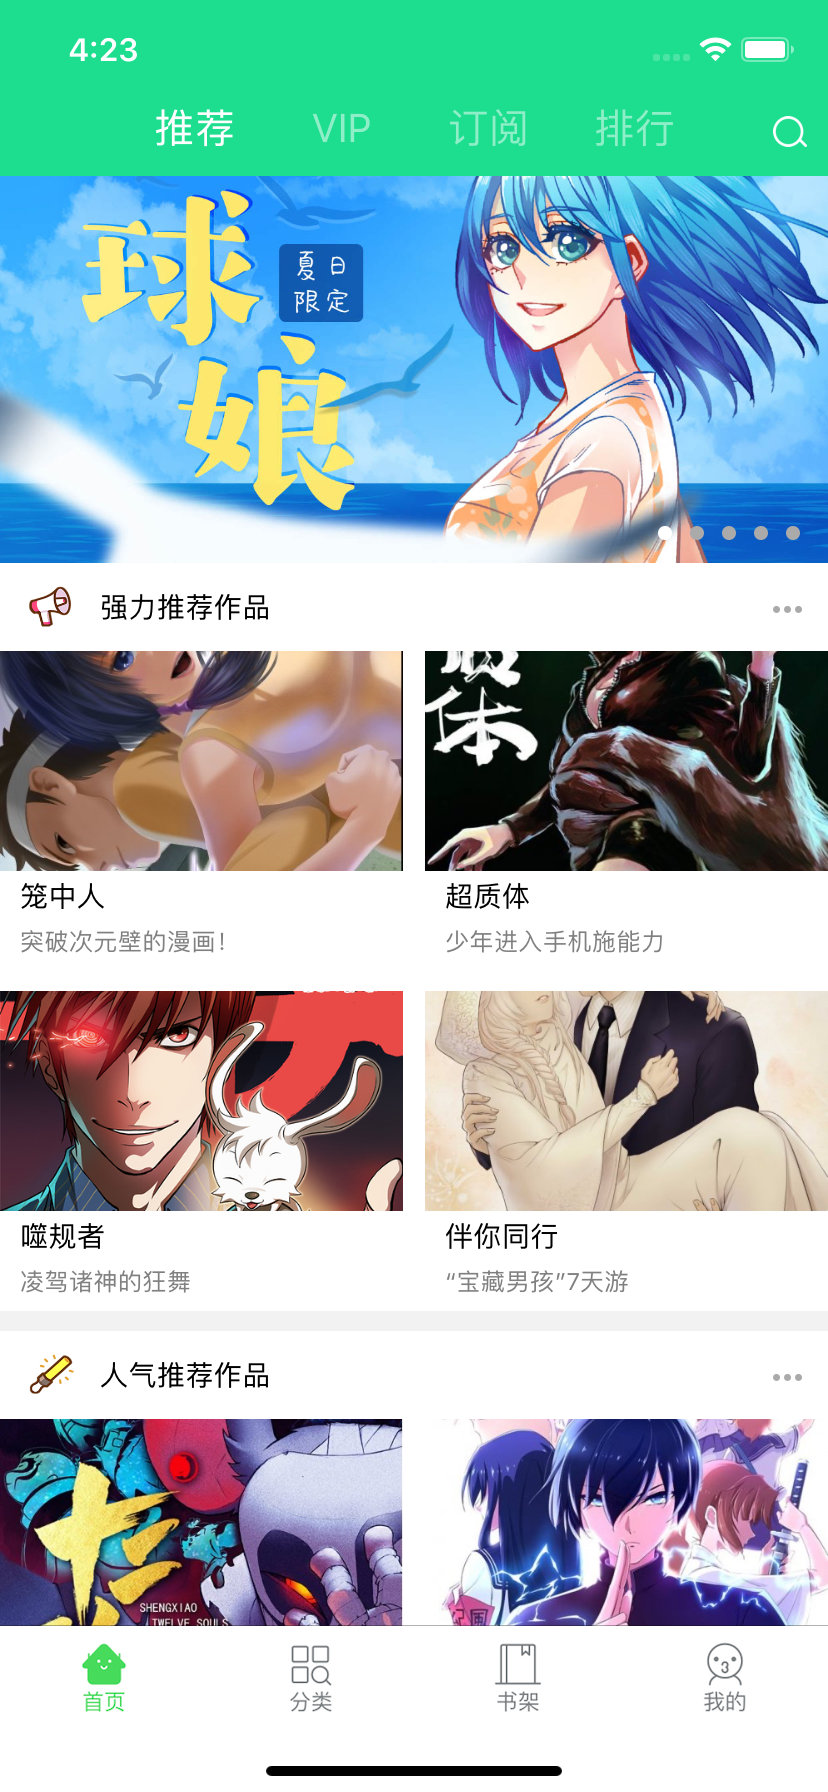 4:23
推荐 VIP 订阅 排行
球娘
夏日
限定
强力推荐作品
体
笼中人
突破次元壁的漫画!
超质体
少年进入手机施能力
噬规者
凌驾诸神的狂舞
伴你同行
“宝藏男孩”7天游
人气推荐作品
SHENGXIAO
TWELVE SOULS
首页 分类 书架 我的